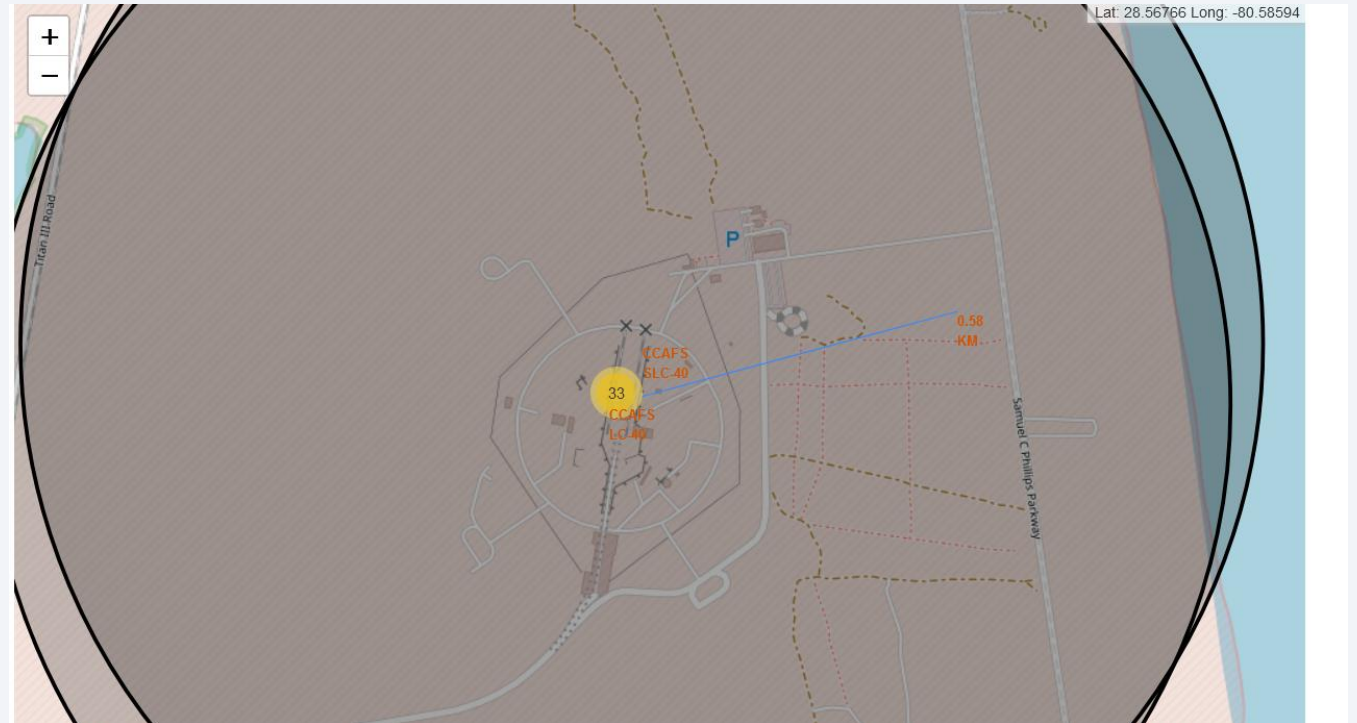 +
Lat: 28.56766 Long: -80.58594
−
Titan III Road
P
0.58
KM
CCAFS
SLC-40
33
CCAFS
LC-40
Samuel C Phillips Parkway